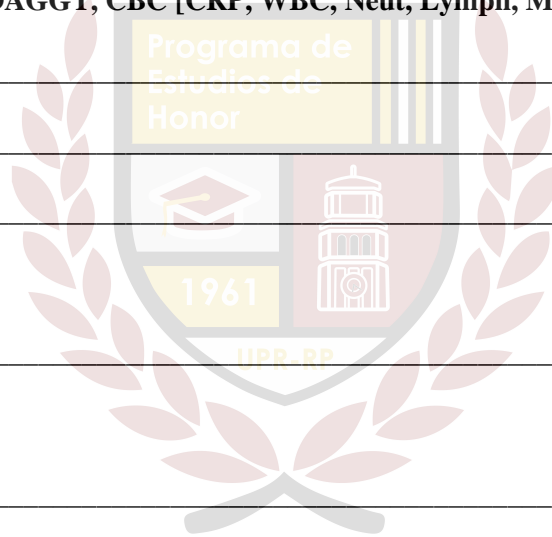 DAGGT, CBC [CRP, WBC, Neut, Lymph, M
Programa de
Estudios de
Honor
1961
UPR-RP